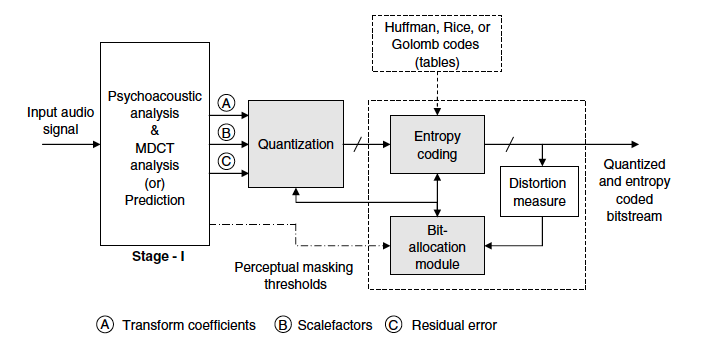 Huffman, Rice, or
Golomb codes
(tables)
Input audio
signal
Psychoacoustic
analysis
&
MDCT
analysis
(or)
Prediction
Stage - I
A
B
C
Quantization
Entropy
coding
Distortion
measure
Bit-
allocation
module
Quantized
and entropy
coded
bitstream
Perceptual masking
thresholds
A Transform coefficients B Scalefactors C Residual error